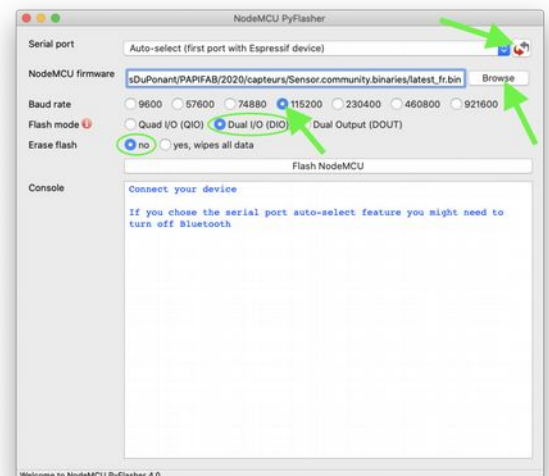 NodeMCU PyFlasher
Serial port
Auto-select (first port with Espressif device)
NodeMCU firmware
sDuPonant/PAPIFAB/2020/capteurs/Sensor.community.binaries/latest_fr.bin
Browse
Baud rate
9600 57600 74880 115200 230400 460800 921600
Flash mode
Quad I/O (QIO) Dual I/O (DIO) Dual Output (DOUT)
Erase flash
no yes, wipes all data
Flash NodeMCU
Console
Connect your device
If you chose the serial port auto-select feature you might need to
turn off Bluetooth
Welcome to NodeMCU PyFlasher 4.0